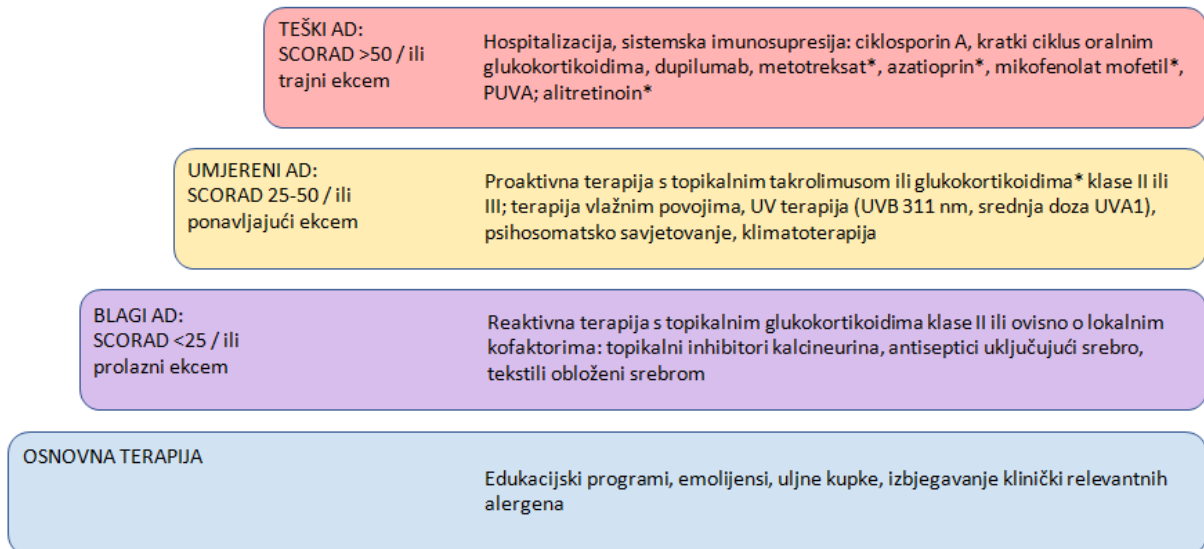 TEŠKI AD:
SCORAD >50 / ili
trajni ekcem
Hospitalizacija, sistemska imunosupresija: ciklosporin A, kratki ciklus oralnim
glukokortikoidima, dupilumab, metotreksat*, azatioprin*, mikofenolat mofetil*,
PUVA; alitretinoin*
UMJERENI AD:
SCORAD 25-50 / ili
ponavljajući ekcem
Proaktivna terapija s topikalnim takrolimusom ili glukokortikoidima* klase II ili
III; terapija vlažnim povojima, UV terapija (UVB 311 nm, srednja doza UVA1),
psihosomatsko savjetovanje, klimatoterapija
BLAGI AD:
SCORAD <25 / ili
prolazni ekcem
Reaktivna terapija s topikalnim glukokortikoidima klase II ili ovisno o lokalnim
kofaktorima: topikalni inhibitori kalcineurina, antiseptici uključujući srebro,
tekstili obloženi srebrom
OSNOVNA TERAPIJA
Edukacijski programi, emolijensi, uljne kupke, izbjegavanje klinički relevantnih
alergena